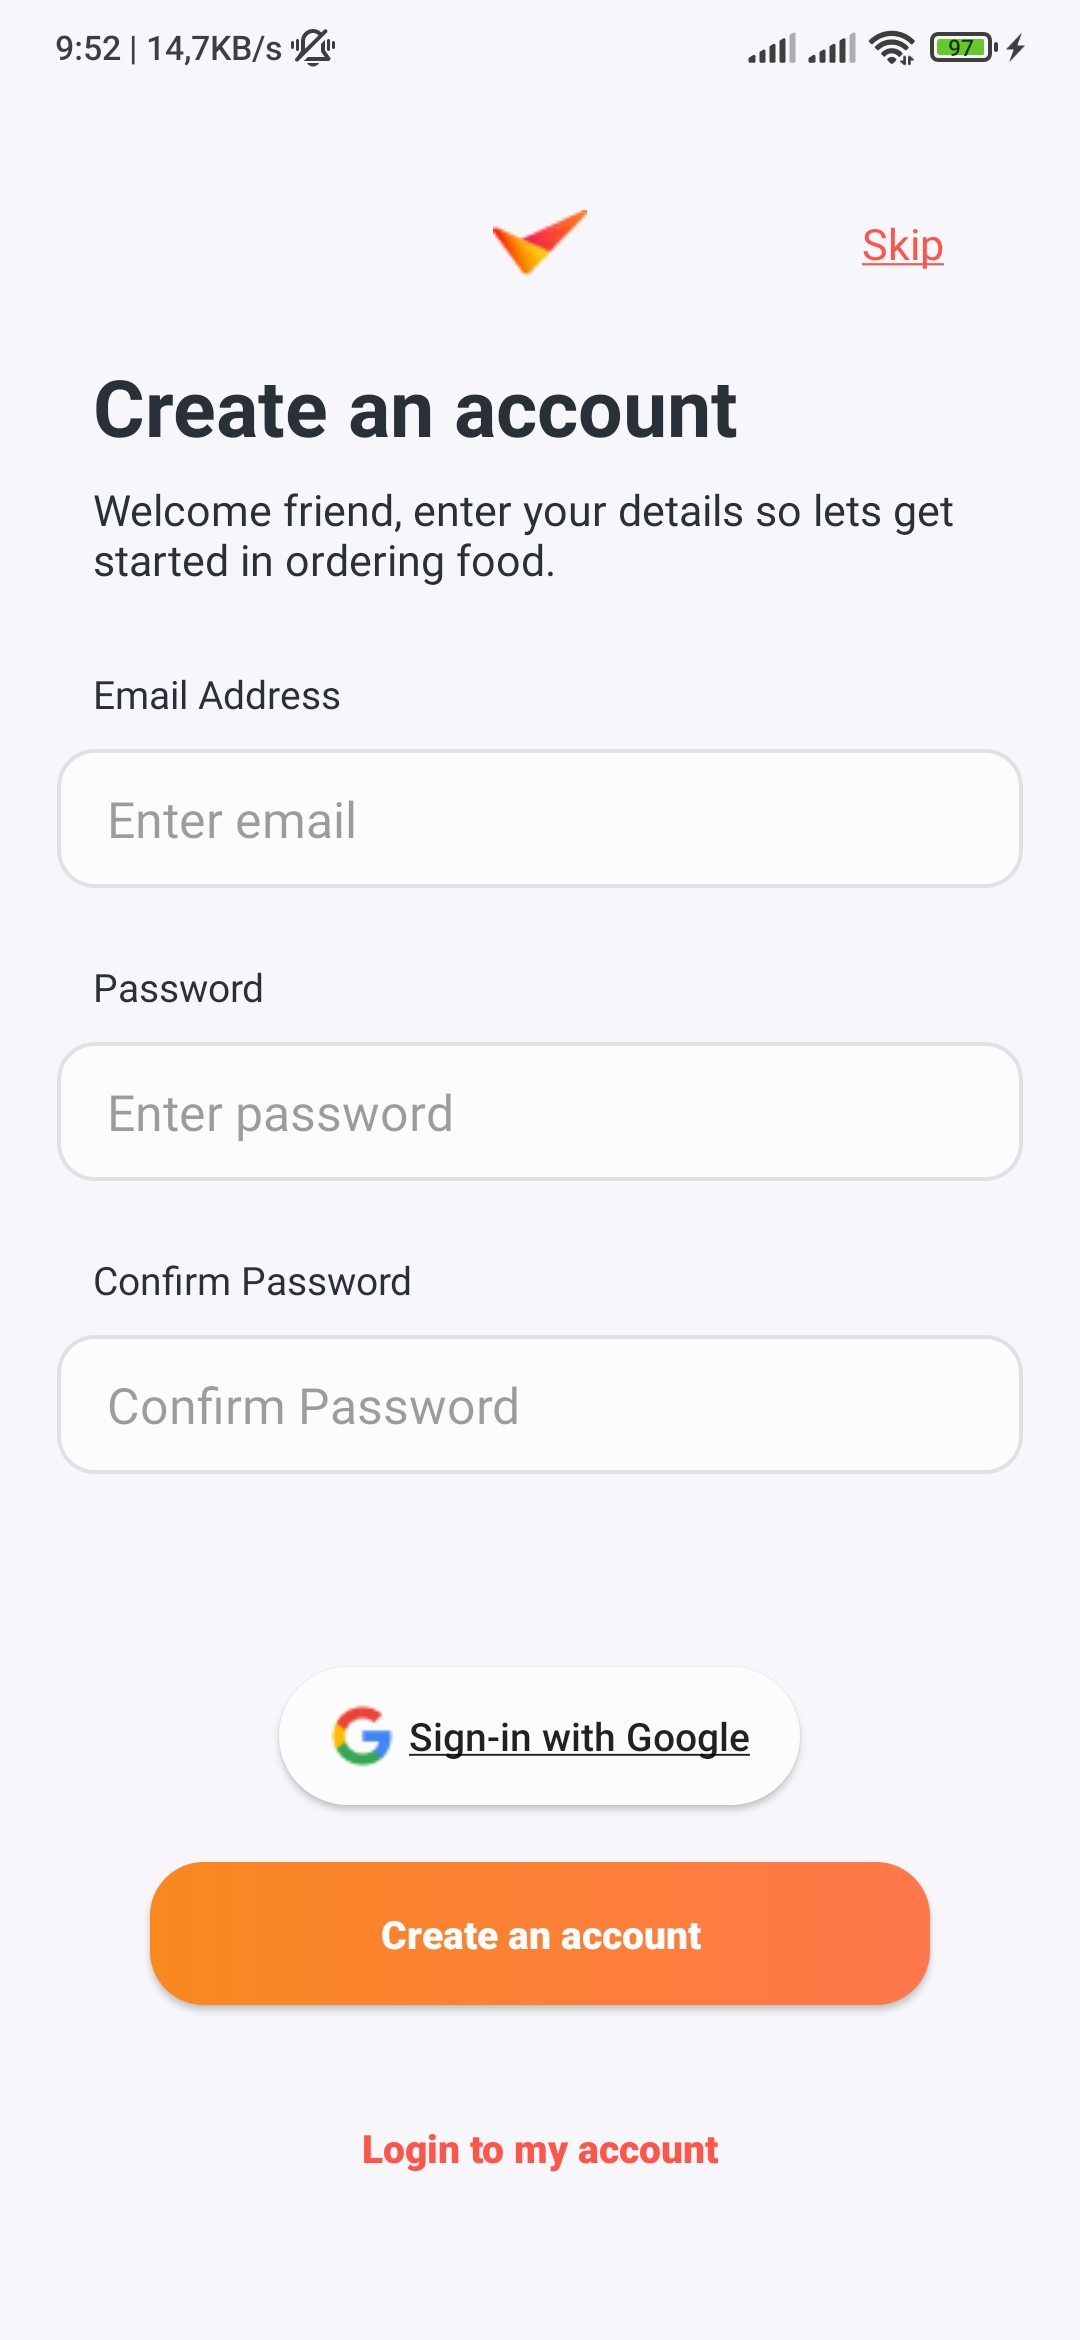 9:52 | 14,7KB/s
97
Skip
Create an account
Welcome friend, enter your details so lets get
started in ordering food.
Email Address
Enter email
Password
Enter password
Confirm Password
Confirm Password
Sign-in with Google
Create an account
Login to my account